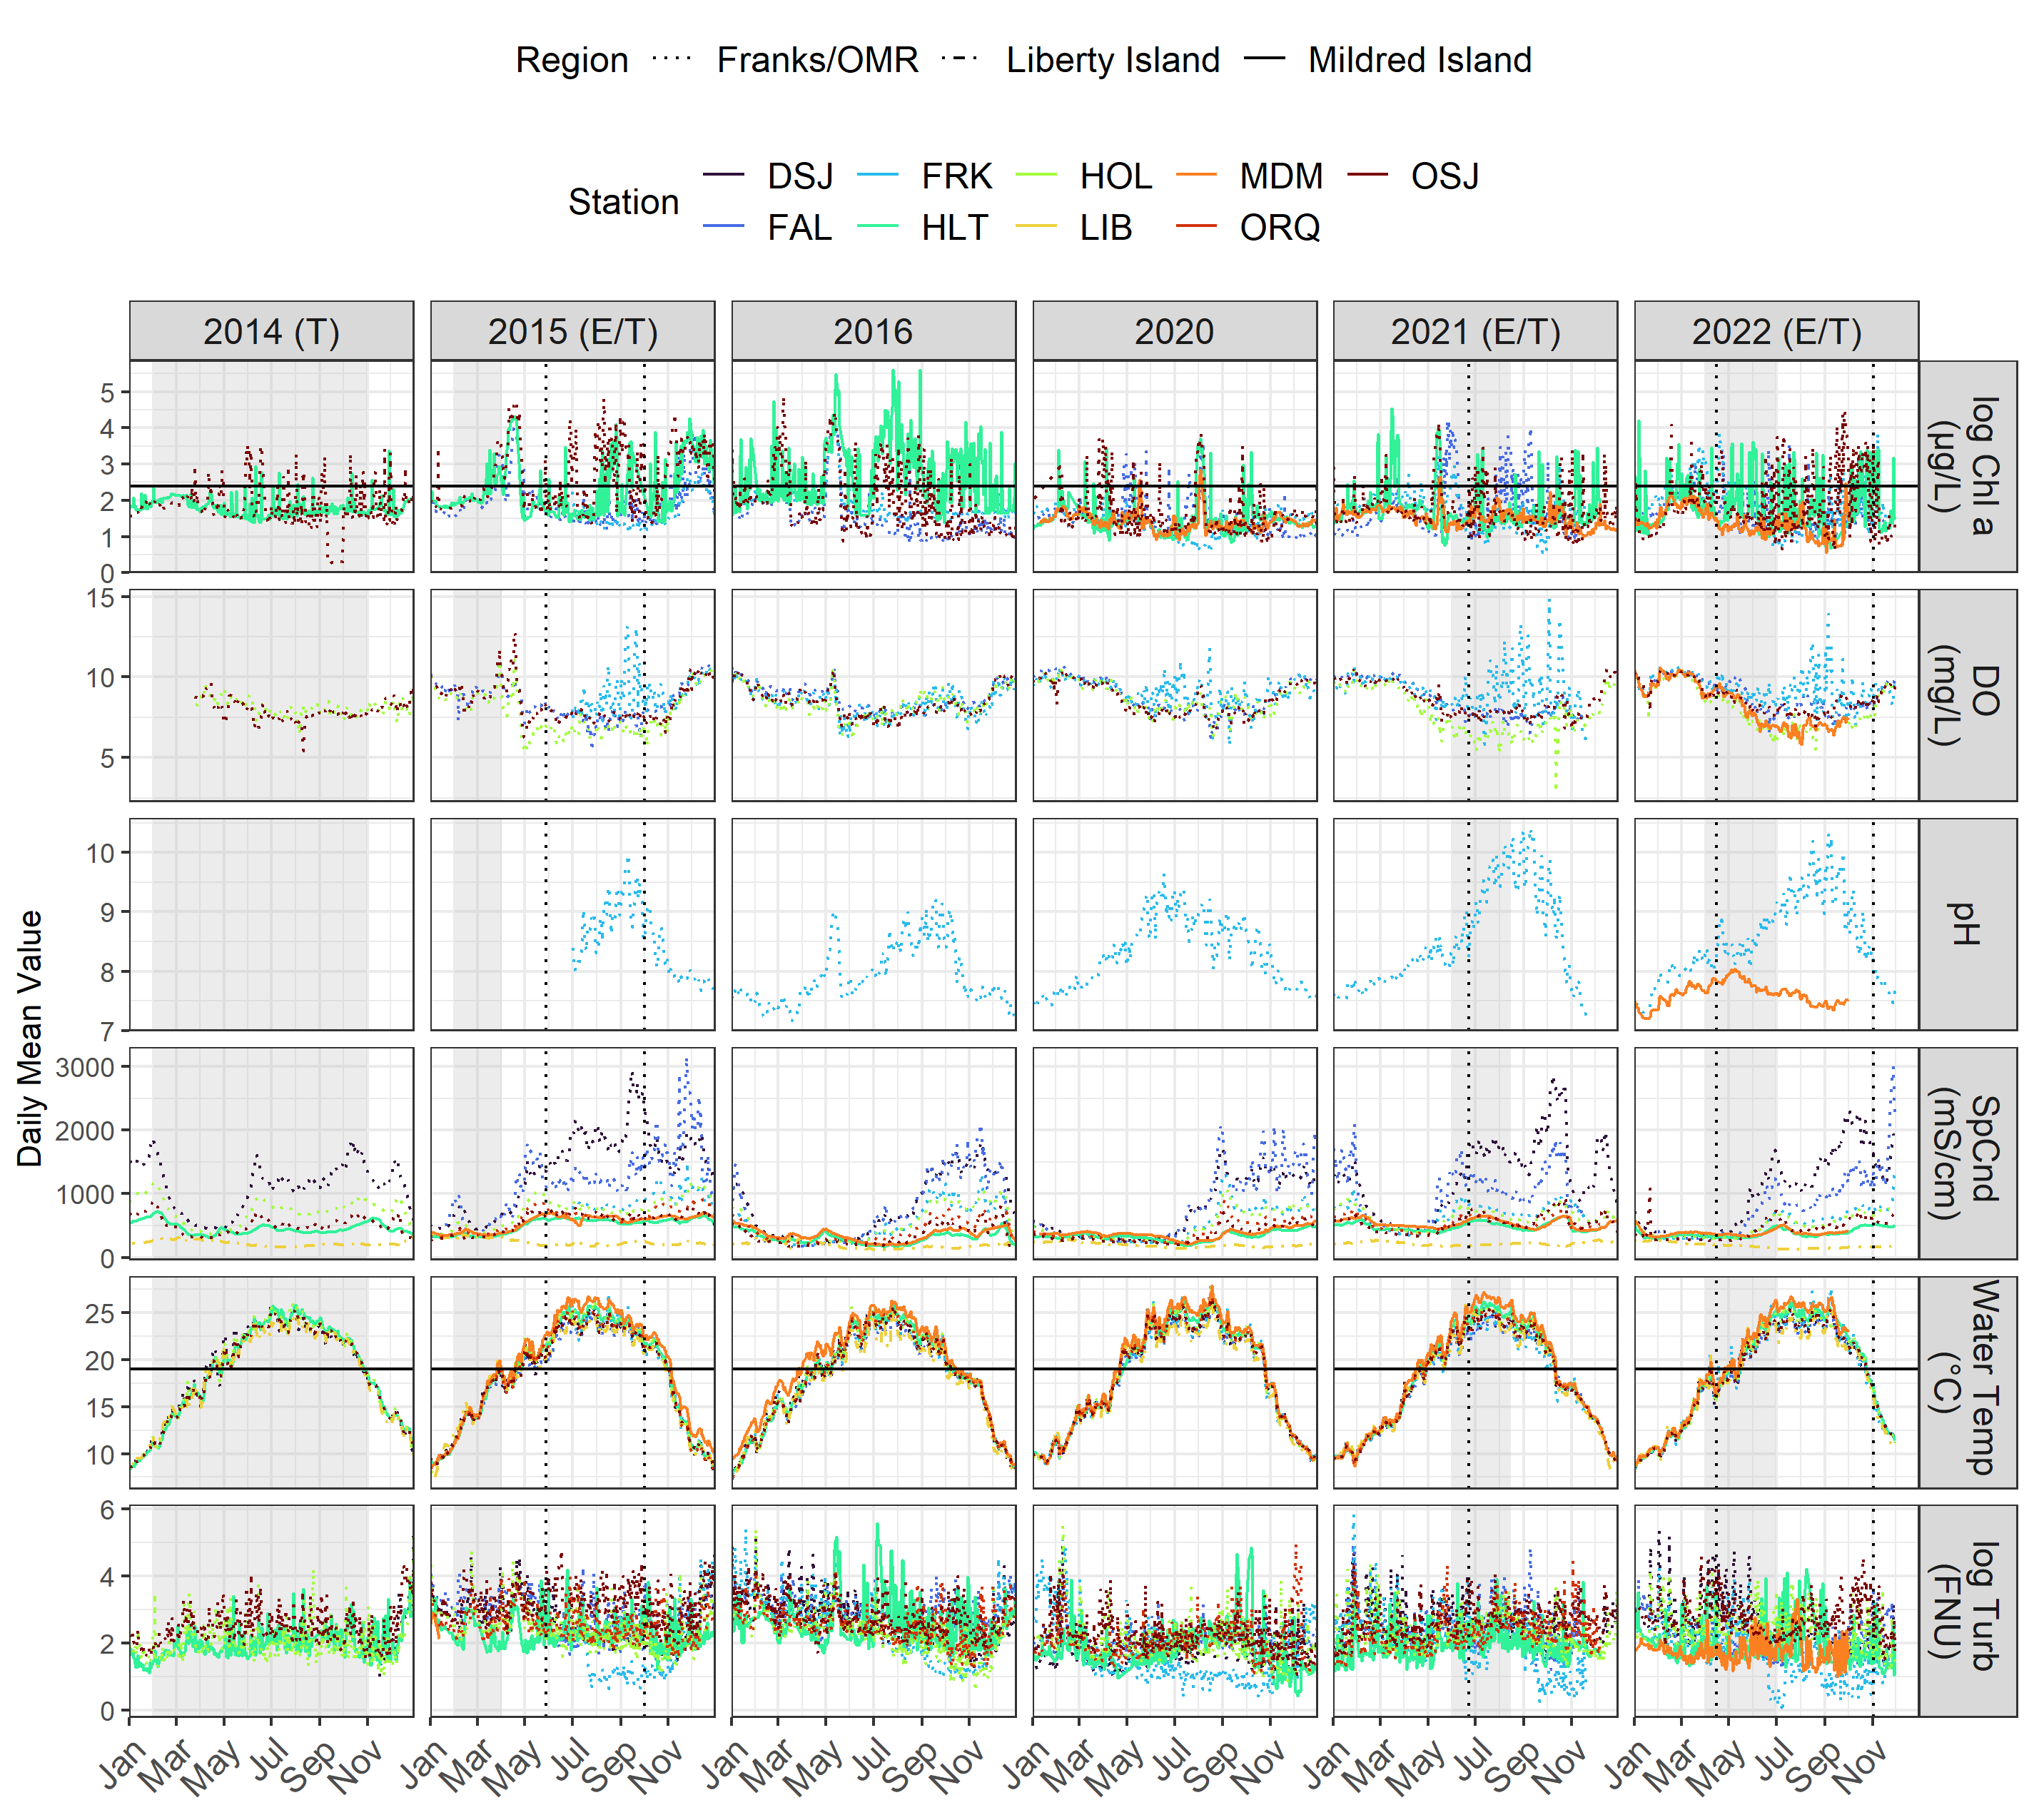 Region Franks/OMR Liberty Island Mildred Island
Station DSJ FRK HOL MDM OSJ
FAL HLT LIB ORQ
2014 (T) 2015 (E/T) 2016 2020 2021 (E/T) 2022 (E/T)
Daily Mean Value
5
4
3
2
1
0
log Chl a
(µg/L)
15
10
5
DO
(mg/L)
10
9
8
7
pH
3000
2000
1000
0
SpCnd
(mS/cm)
25
20
15
10
Water Temp
(°C)
6
4
2
0
log Turb
(FNU)
Jan Mar May Jul Sep Nov Jan Mar May Jul Sep Nov Jan Mar May Jul Sep Nov Jan Mar May Jul Sep Nov Jan Mar May Jul Sep Nov Jan Mar May Jul Sep Nov